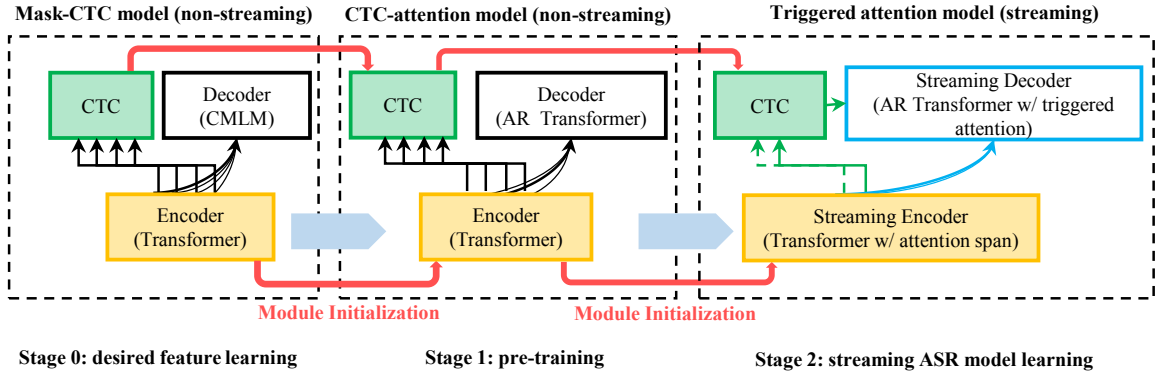 Mask-CTC model (non-streaming)
CTC
Decoder
(CMLM)
Encoder
(Transformer)
Module Initialization
Stage 0: desired feature learning
CTC-attention model (non-streaming)
CTC
Decoder
(AR Transformer)
Encoder
(Transformer)
Module Initialization
Stage 1: pre-training
Triggered attention model (streaming)
CTC
Streaming Decoder
(AR Transformer w/ triggered
attention)
Streaming Encoder
(Transformer w/ attention span)
Stage 2: streaming ASR model learning